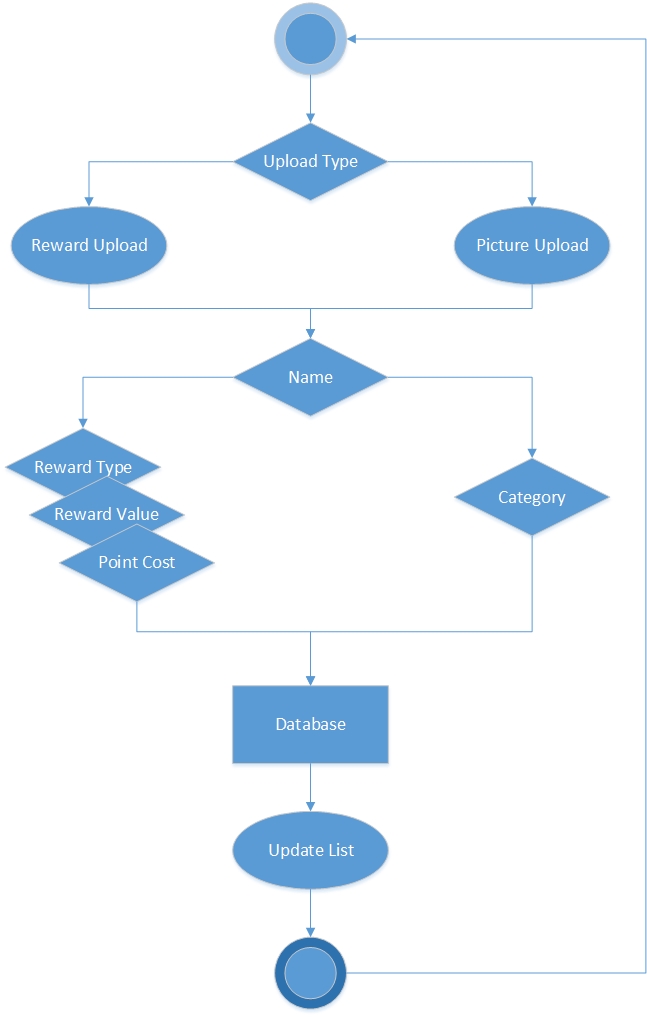 Upload Type
Reward Upload
Picture Upload
Name
Reward Type
Reward Value
Point Cost
Category
Database
Update List